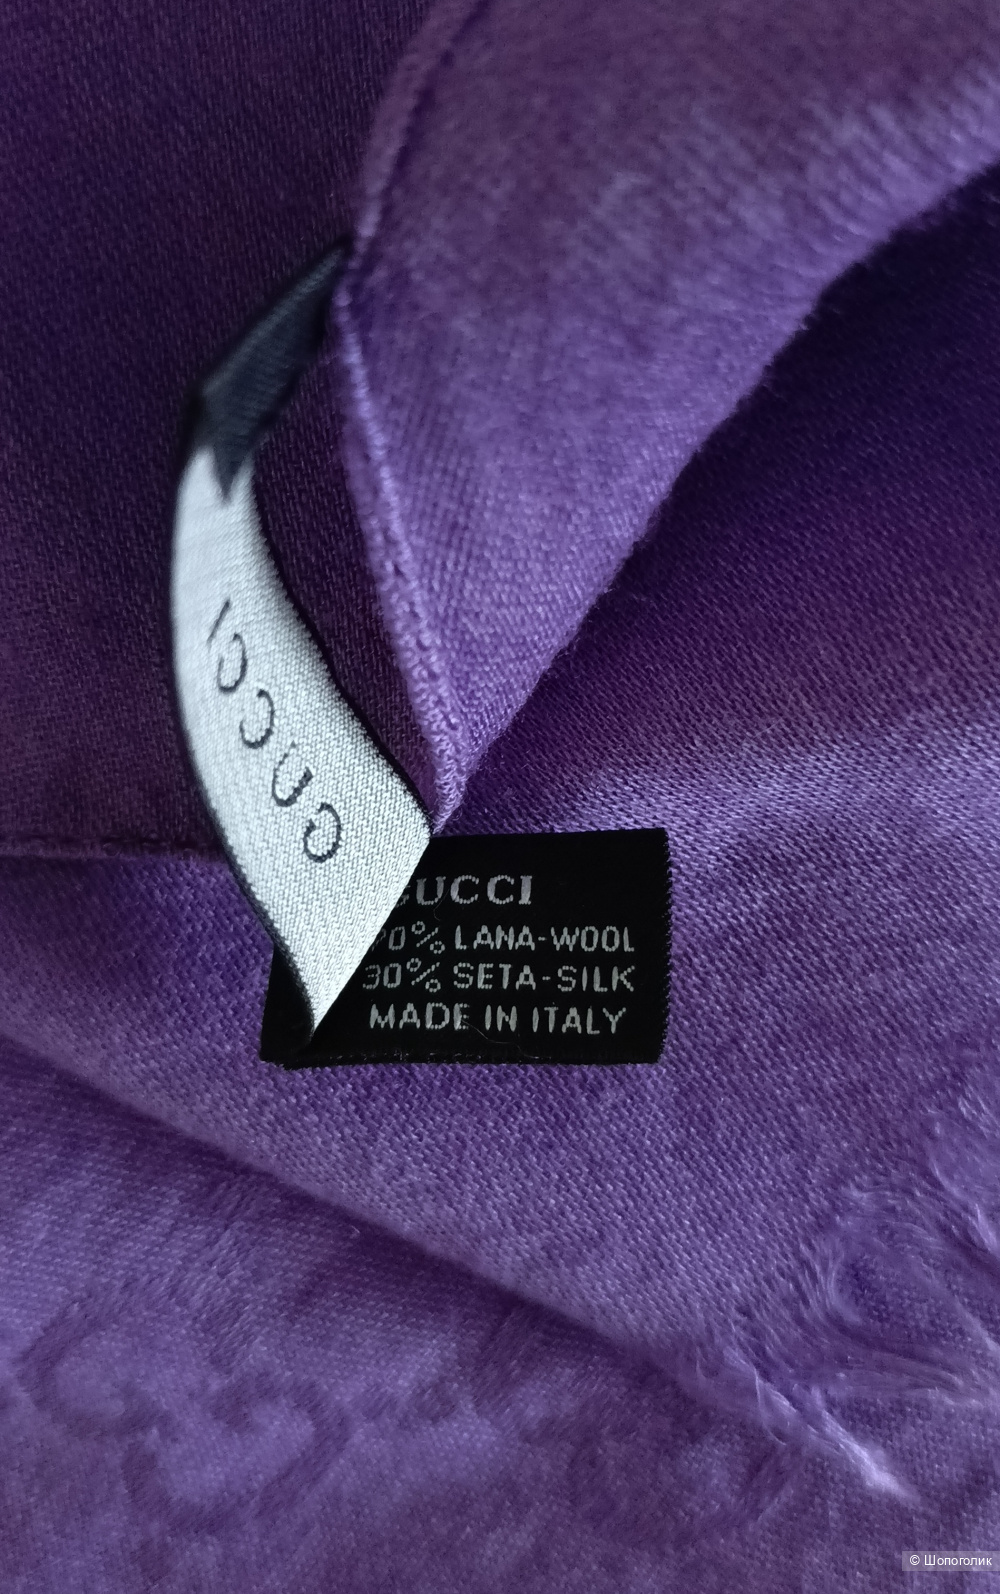 GUCCI
GUCCI
70% LANA-WOOL
30% SETA-SILK
MADE IN ITALY
© Шопоголик